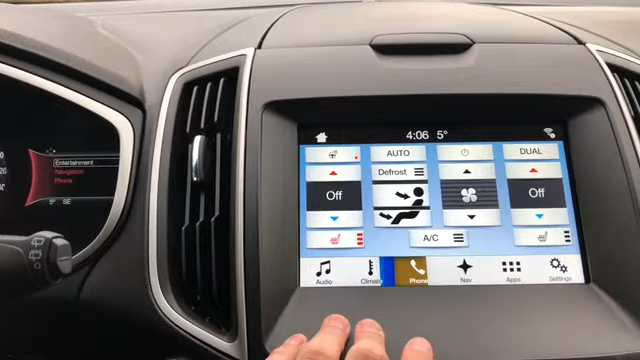 4:06 5°
AUTO
DUAL
Defrost
Off
Off
A/C
Audio
Climate
Phone
Nav
Apps
Settings
Entertainment
Navigation
Phone
5° SE